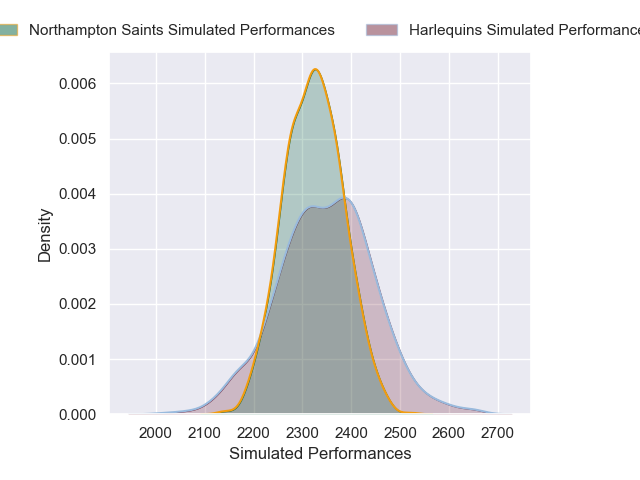 Northampton Saints Simulated Performances
Harlequins Simulated Performance
0.006
0.005
0.004
0.003
0.002
0.001
0.000
Density
2000 2100 2200 2300 2400 2500 2600 2700
Simulated Performances